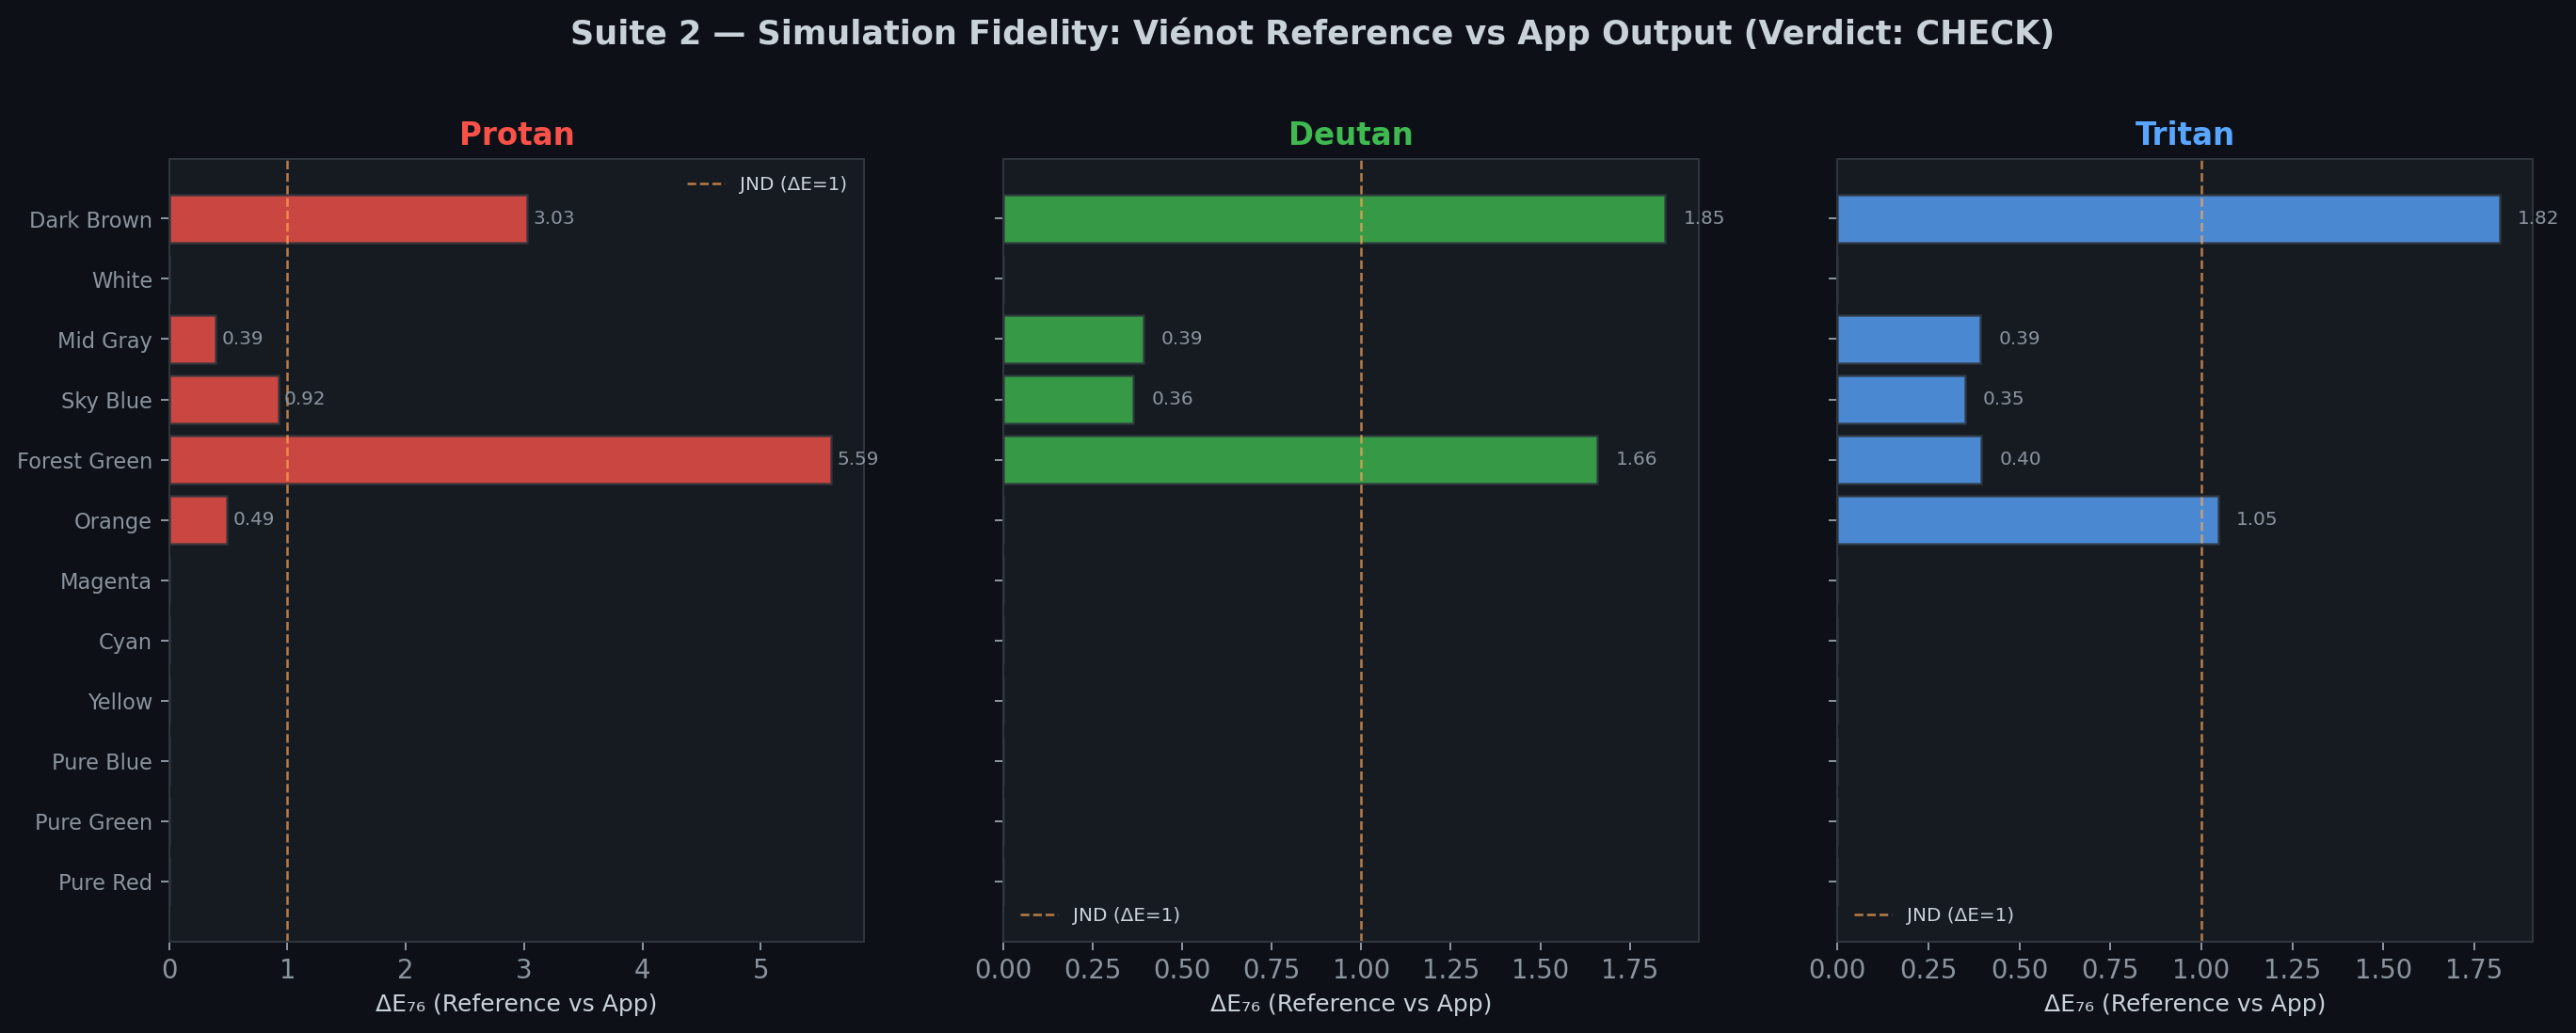 Suite 2 — Simulation Fidelity: Viénot Reference vs App Output (Verdict: CHECK)
Protan
JND (ΔE=1)
Dark Brown
3.03
White
Mid Gray
0.39
Sky Blue
0.92
Forest Green
5.59
Orange
0.49
Magenta
Cyan
Yellow
Pure Blue
Pure Green
Pure Red
0 1 2 3 4 5
ΔE₇₆ (Reference vs App)
Deutan
1.85
0.39
0.36
1.66
JND (ΔE=1)
0.00 0.25 0.50 0.75 1.00 1.25 1.50 1.75
ΔE₇₆ (Reference vs App)
Tritan
1.82
0.39
0.35
0.40
1.05
JND (ΔE=1)
0.00 0.25 0.50 0.75 1.00 1.25 1.50 1.75
ΔE₇₆ (Reference vs App)